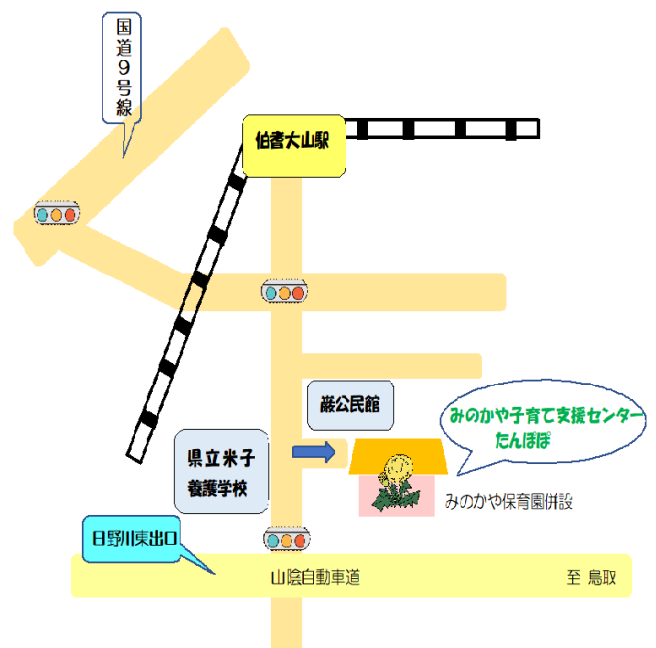 国道9号線
伯耆大山駅
巌公民館
みのかや子育て支援センター
たんぽぽ
県立米子
養護学校
みのかや保育園併設
日野川東出口
山陰自動車道
至 鳥取